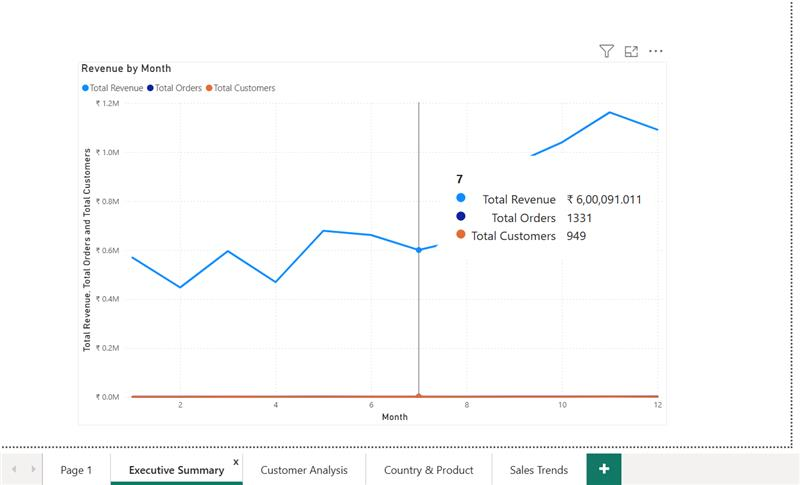 Revenue by Month
Total Revenue Total Orders Total Customers
Total Revenue, Total Orders and Total Customers
₹ 1.2M
₹ 1.0M
₹ 0.8M
₹ 0.6M
₹ 0.4M
₹ 0.2M
₹ 0.0M
7
Total Revenue ₹ 6,00,091.011
Total Orders 1331
Total Customers 949
2 4 6 8 10 12
Month
Page 1 Executive Summary x Customer Analysis Country & Product Sales Trends +